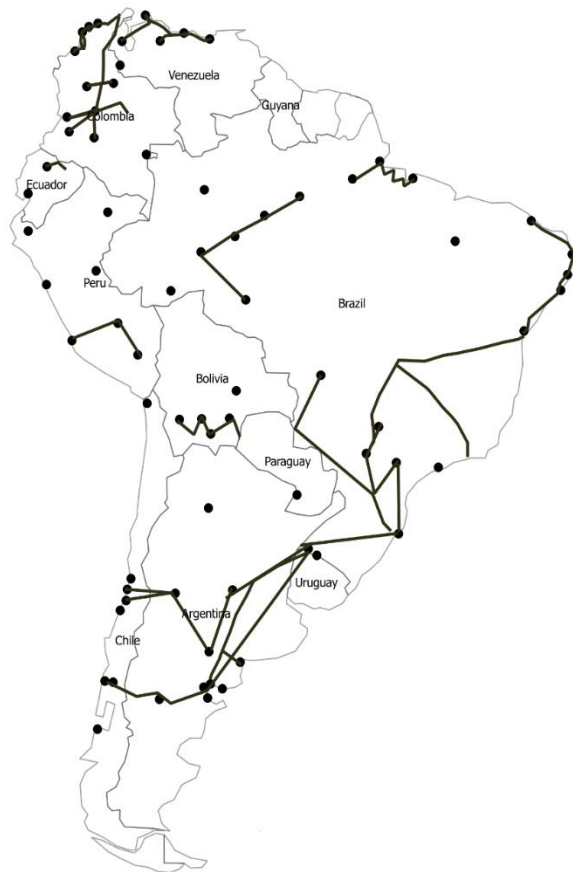 Venezuela
Guyana
Colombia
Ecuador
Peru
Brazil
Bolivia
Paraguay
Uruguay
Argentina
Chile